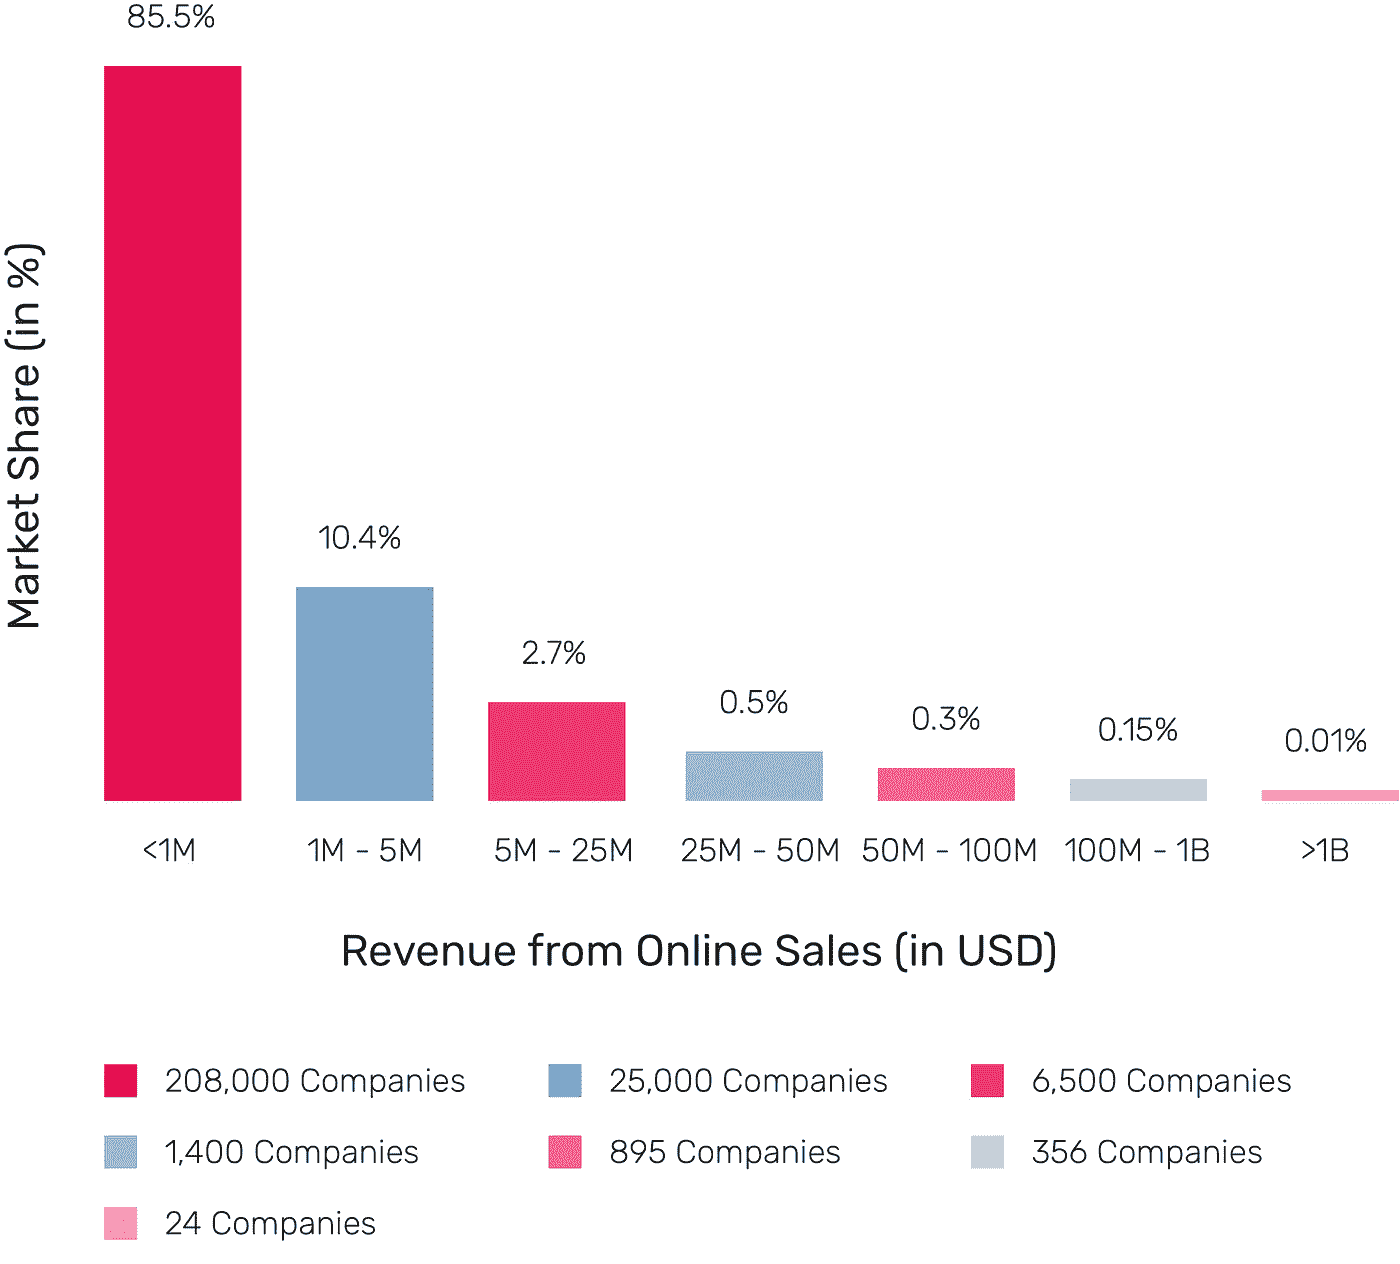 85.5%
10.4%
2.7%
0.5%
0.3%
0.15%
0.01%
Market Share (in %)
<1M
1M - 5M
5M - 25M
25M - 50M
50M - 100M
100M - 1B
>1B
Revenue from Online Sales (in USD)
208,000 Companies
25,000 Companies
6,500 Companies
1,400 Companies
895 Companies
356 Companies
24 Companies